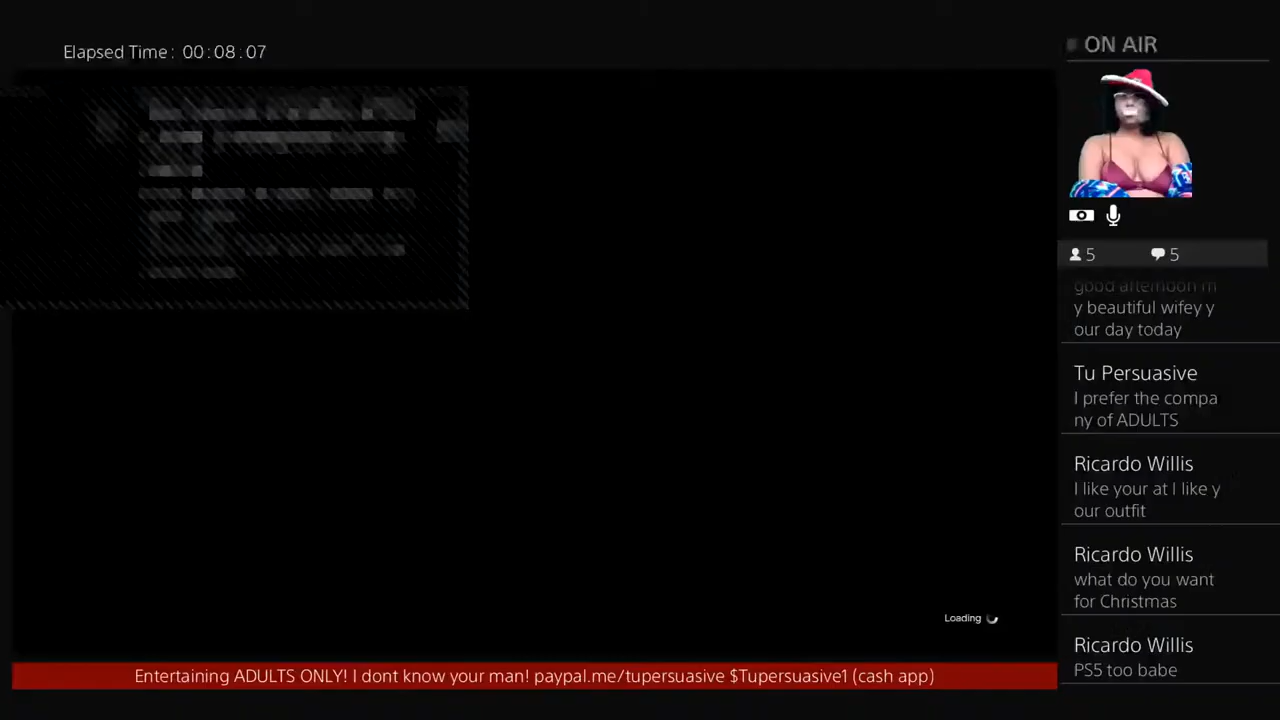 Elapsed Time: 00:08:07
ON AIR
5 5
good afternoon m
y beautiful wifey y
our day today
Tu Persuasive
I prefer the compa
ny of ADULTS
Ricardo Willis
I like your at I like y
our outfit
Ricardo Willis
what do you want
for Christmas
Ricardo Willis
PS5 too babe
Loading
Entertaining ADULTS ONLY! I dont know your man! paypal.me/tupersuasive $Tupersuasive1 (cash app)